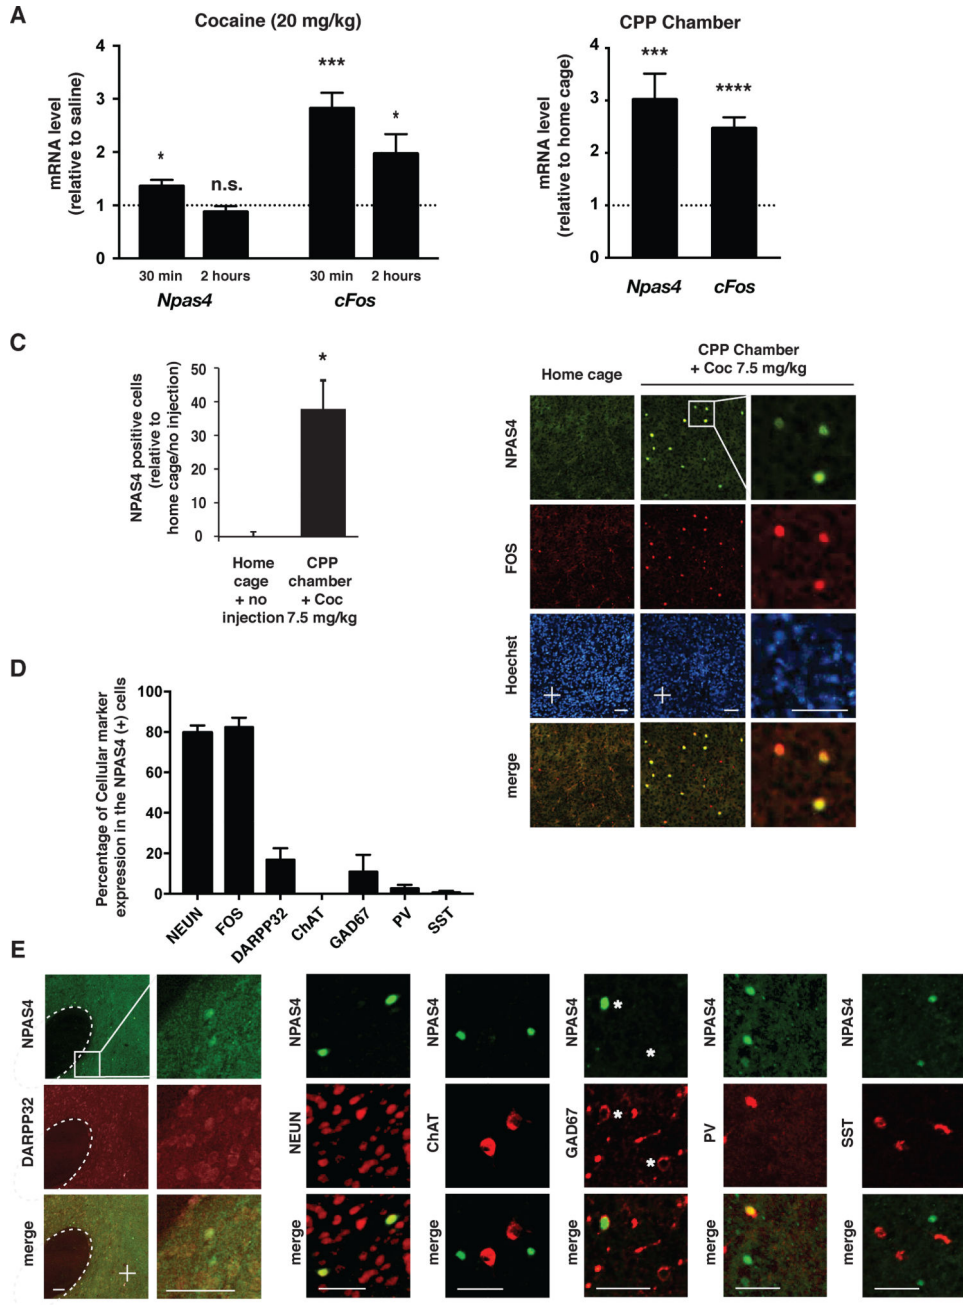 A
Cocaine (20 mg/kg)
mRNA level
(relative to saline)
4
3
2
1
0
*
n.s.
***
*
30 min
2 hours
30 min
2 hours
Npas4
cFos
CPP Chamber
mRNA level
(relative to home cage)
4
3
2
1
0
***
****
Npas4
cFos
C
NPAS4 positive cells
(relative to
home cage/no injection)
50
40
30
20
10
0
*
Home
cage
+ no
injection
CPP
chamber
+ Coc
7.5 mg/kg
Home cage
CPP Chamber
+ Coc 7.5 mg/kg
NPAS4
FOS
Hoechst
merge
D
Percentage of Cellular marker
expression in the NPAS4 (+) cells
100
80
60
40
20
0
NEUN
FOS
DARPP32
ChAT
GAD67
PV
SST
E
NPAS4
DARPP32
merge
NPAS4
NEUN
merge
NPAS4
ChAT
merge
NPAS4
*
*
GAD67
*
*
merge
NPAS4
PV
merge
NPAS4
SST
merge